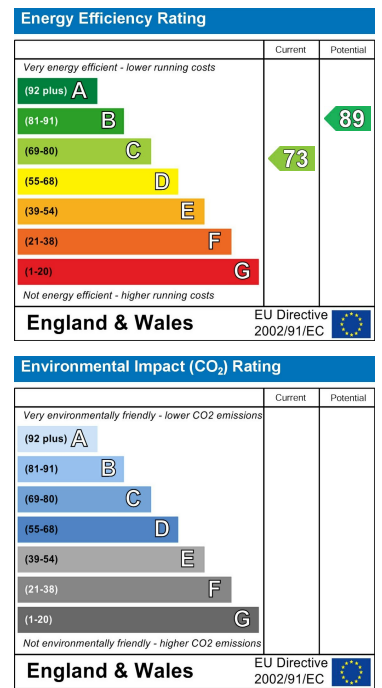 Energy Efficiency Rating
Current Potential
Very energy efficient - lower running costs
(92 plus) A
(81-91) B
89
(69-80) C
73
(55-68) D
(39-54) E
(21-38) F
(1-20) G
Not energy efficient - higher running costs
England & Wales
EU Directive
2002/91/EC
Environmental Impact (CO₂) Rating
Current Potential
Very environmentally friendly - lower CO2 emissions
(92 plus) A
(81-91) B
(69-80) C
(55-68) D
(39-54) E
(21-38) F
(1-20) G
Not environmentally friendly - higher CO2 emissions
England & Wales
EU Directive
2002/91/EC